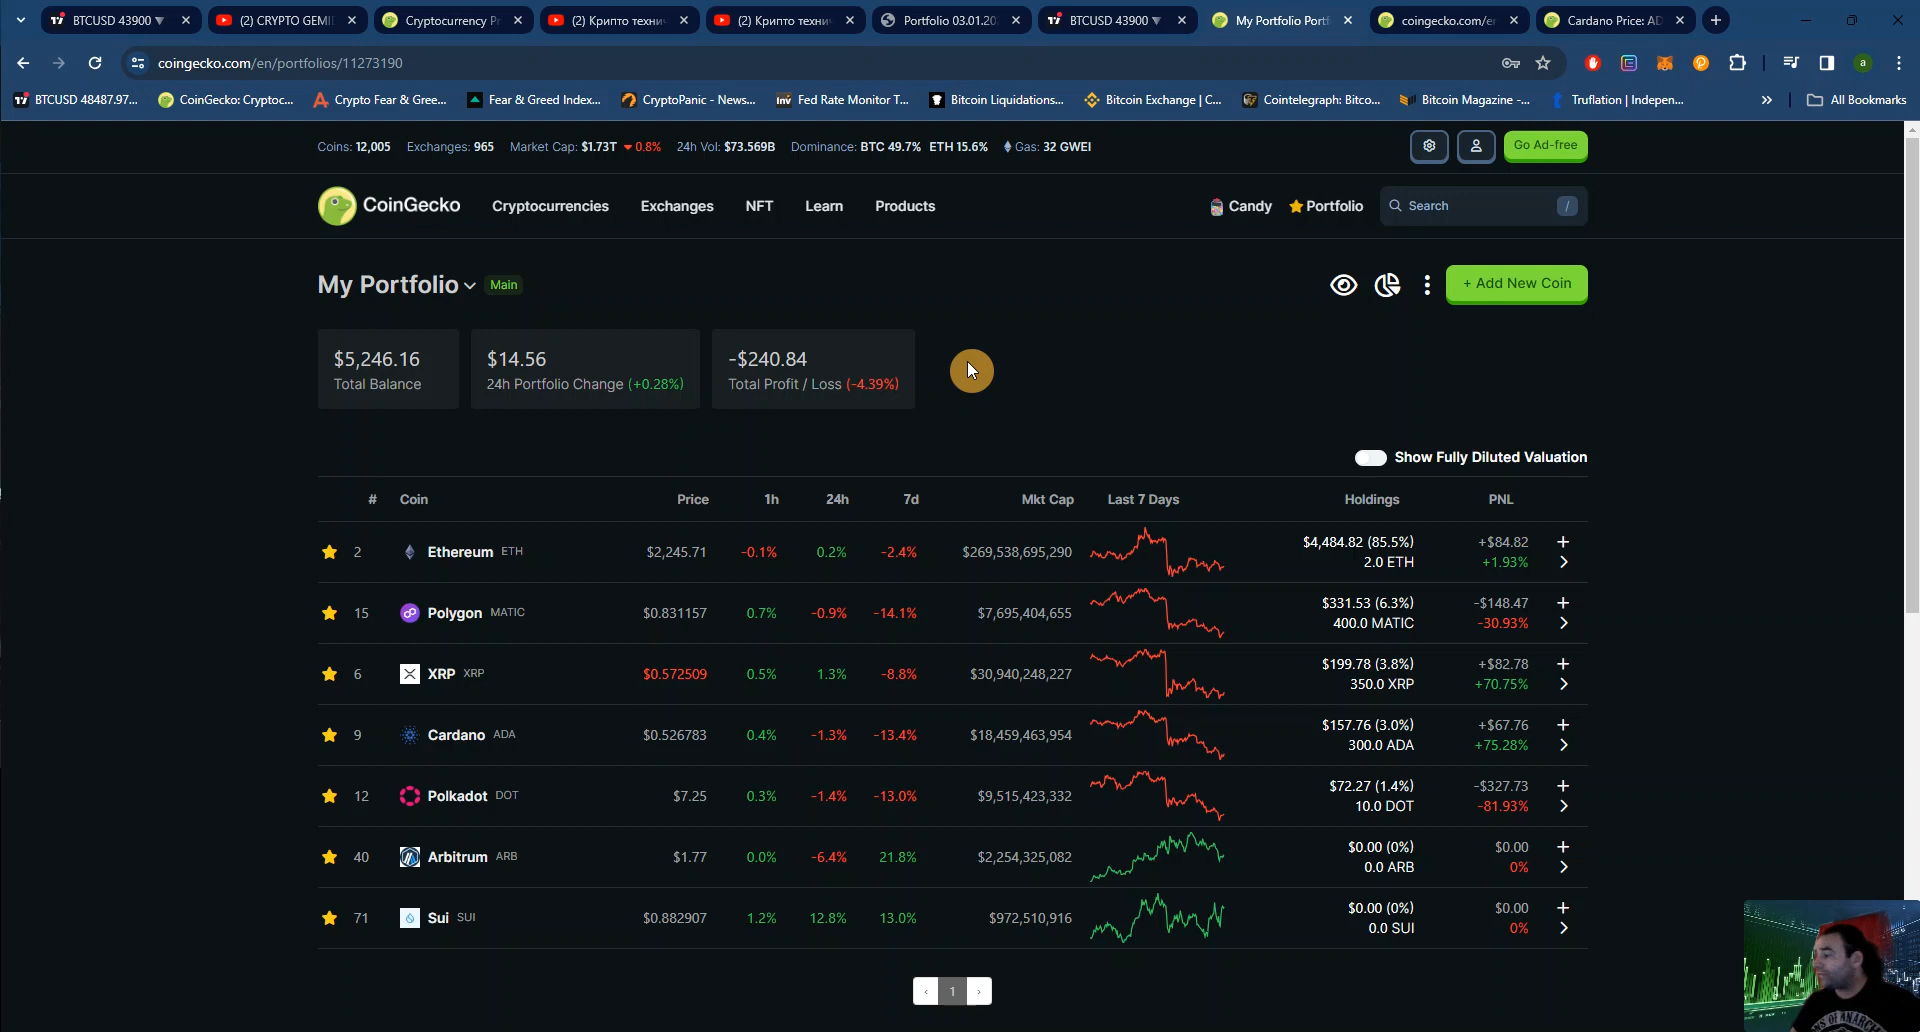 BTCUSD 43900 ▼
(2) CRYPTO GEMI
Cryptocurrency Pr
(2) Крипто техни
(2) Крипто техни
Portfolio 03.01.20
BTCUSD 43900 ▼
My Portfolio Portf
coingecko.com/en
Cardano Price: AD
coingecko.com/en/portfolios/11273190
a
BTCUSD 48487.97...
CoinGecko: Cryptoc...
Crypto Fear & Gree...
Fear & Greed Index...
CryptoPanic - News...
Inv Fed Rate Monitor T...
Bitcoin Liquidations...
Bitcoin Exchange | C...
Cointelegraph: Bitco...
Bitcoin Magazine -...
Truflation | Indepen...
» All Bookmarks
Coins: 12,005 Exchanges: 965 Market Cap: $1.73T ▼ 0.8% 24h Vol: $73.569B Dominance: BTC 49.7% ETH 15.6% Gas: 32 GWEI
Go Ad-free
CoinGecko Cryptocurrencies Exchanges NFT Learn Products
Candy Portfolio Search /
My Portfolio Main
+ Add New Coin
$5,246.16
Total Balance
$14.56
24h Portfolio Change (+0.28%)
-$240.84
Total Profit / Loss (-4.39%)
Show Fully Diluted Valuation
# Coin Price 1h 24h 7d Mkt Cap Last 7 Days Holdings PNL
2 Ethereum ETH $2,245.71 -0.1% 0.2% -2.4% $269,538,695,290 $4,484.82 (85.5%) +$84.82 +
2.0 ETH +1.93%
15 Polygon MATIC $0.831157 0.7% -0.9% -14.1% $7,695,404,655 $331.53 (6.3%) -$148.47 +
400.0 MATIC -30.93%
6 XRP XRP $0.572509 0.5% 1.3% -8.8% $30,940,248,227 $199.78 (3.8%) +$82.78 +
350.0 XRP +70.75%
9 Cardano ADA $0.526783 0.4% -1.3% -13.4% $18,459,463,954 $157.76 (3.0%) +$67.76 +
300.0 ADA +75.28%
12 Polkadot DOT $7.25 0.3% -1.4% -13.0% $9,515,423,332 $72.27 (1.4%) -$327.73 +
10.0 DOT -81.93%
40 Arbitrum ARB $1.77 0.0% -6.4% 21.8% $2,254,325,082 $0.00 (0%) $0.00 +
0.0 ARB 0%
71 Sui SUI $0.882907 1.2% 12.8% 13.0% $972,510,916 $0.00 (0%) $0.00 +
0.0 SUI 0%
‹ 1 ›